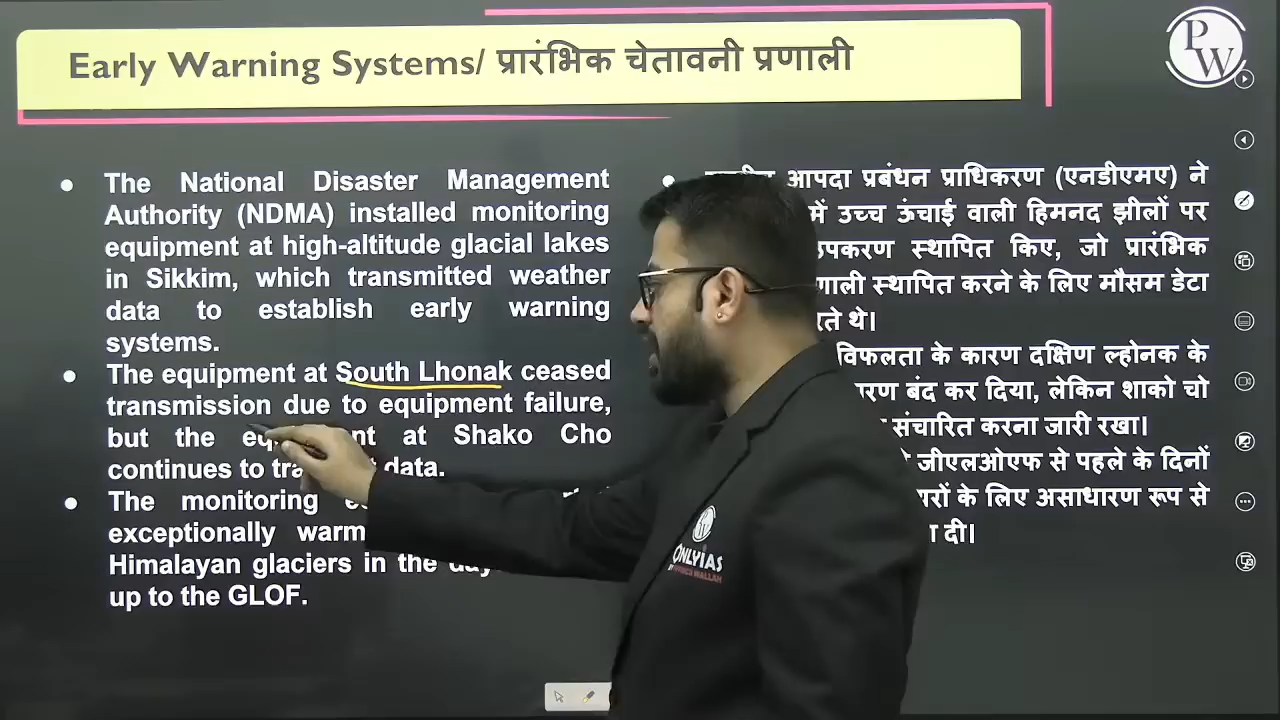 Early Warning Systems/ प्रारंभिक चेतावनी प्रणाली
PW
The National Disaster Management
Authority (NDMA) installed monitoring
equipment at high-altitude glacial lakes
in Sikkim, which transmitted weather
data to establish early warning
systems.
The equipment at South Lhonak ceased
transmission due to equipment failure,
but the at Shako Cho
continues to data.
The monitoring
exceptionally warm
Himalayan glaciers in the
up to the GLOF.
आपदा प्रबंधन प्राधिकरण (एनडीएमए) ने
में उच्च ऊंचाई वाली हिमनद झीलों पर
स्थापित किए, जो प्रारंभिक
स्थापित करने के लिए मौसम डेटा
थे।
विफलता के कारण दक्षिण ल्होनक के
बंद कर दिया, लेकिन शाको चो
संचारित करना जारी रखा।
जीएलओएफ से पहले के दिनों
के लिए असाधारण रूप से
दी।
ONLYIAS
BY PHYSICS WALLAH